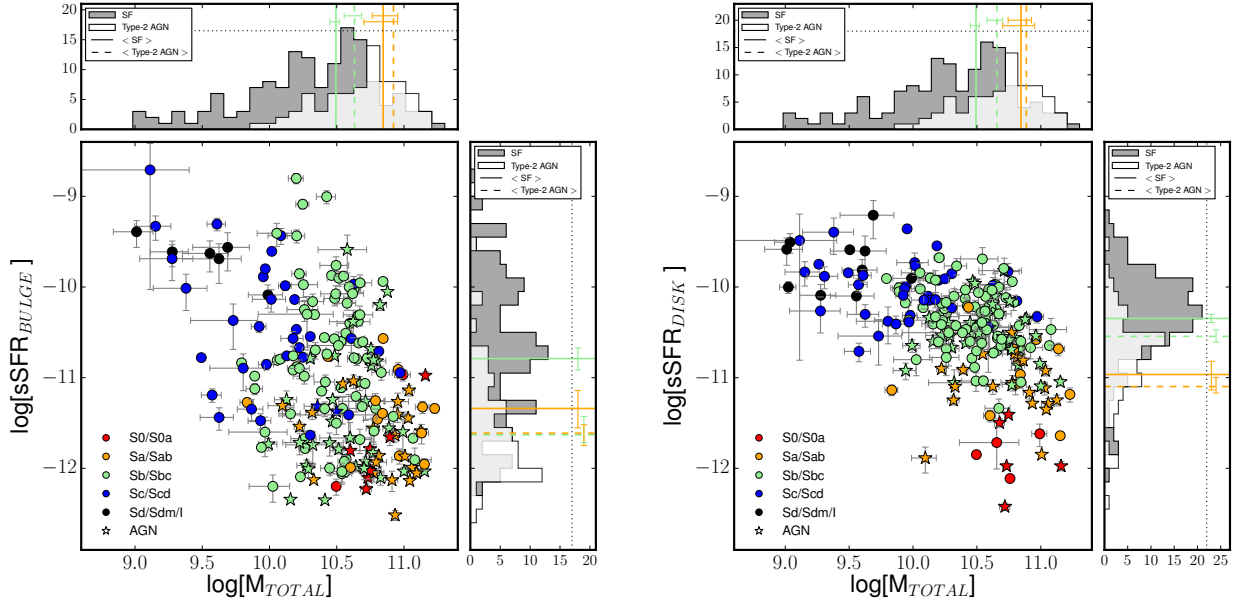 SF
Type-2 AGN
< SF >
< Type-2 AGN >
20
15
10
5
0
SF
Type-2 AGN
< SF >
< Type-2 AGN >
−9
−10
−11
−12
log[sSFR_BULGE]
S0/S0a
Sa/Sab
Sb/Sbc
Sc/Scd
Sd/Sdm/I
AGN
9.0 9.5 10.0 10.5 11.0
log[M_TOTAL]
0 5 10 15 20
SF
Type-2 AGN
< SF >
< Type-2 AGN >
20
15
10
5
0
SF
Type-2 AGN
< SF >
< Type-2 AGN >
−9
−10
−11
−12
log[sSFR_DISK]
S0/S0a
Sa/Sab
Sb/Sbc
Sc/Scd
Sd/Sdm/I
AGN
9.0 9.5 10.0 10.5 11.0
log[M_TOTAL]
0 5 10 15 20 25